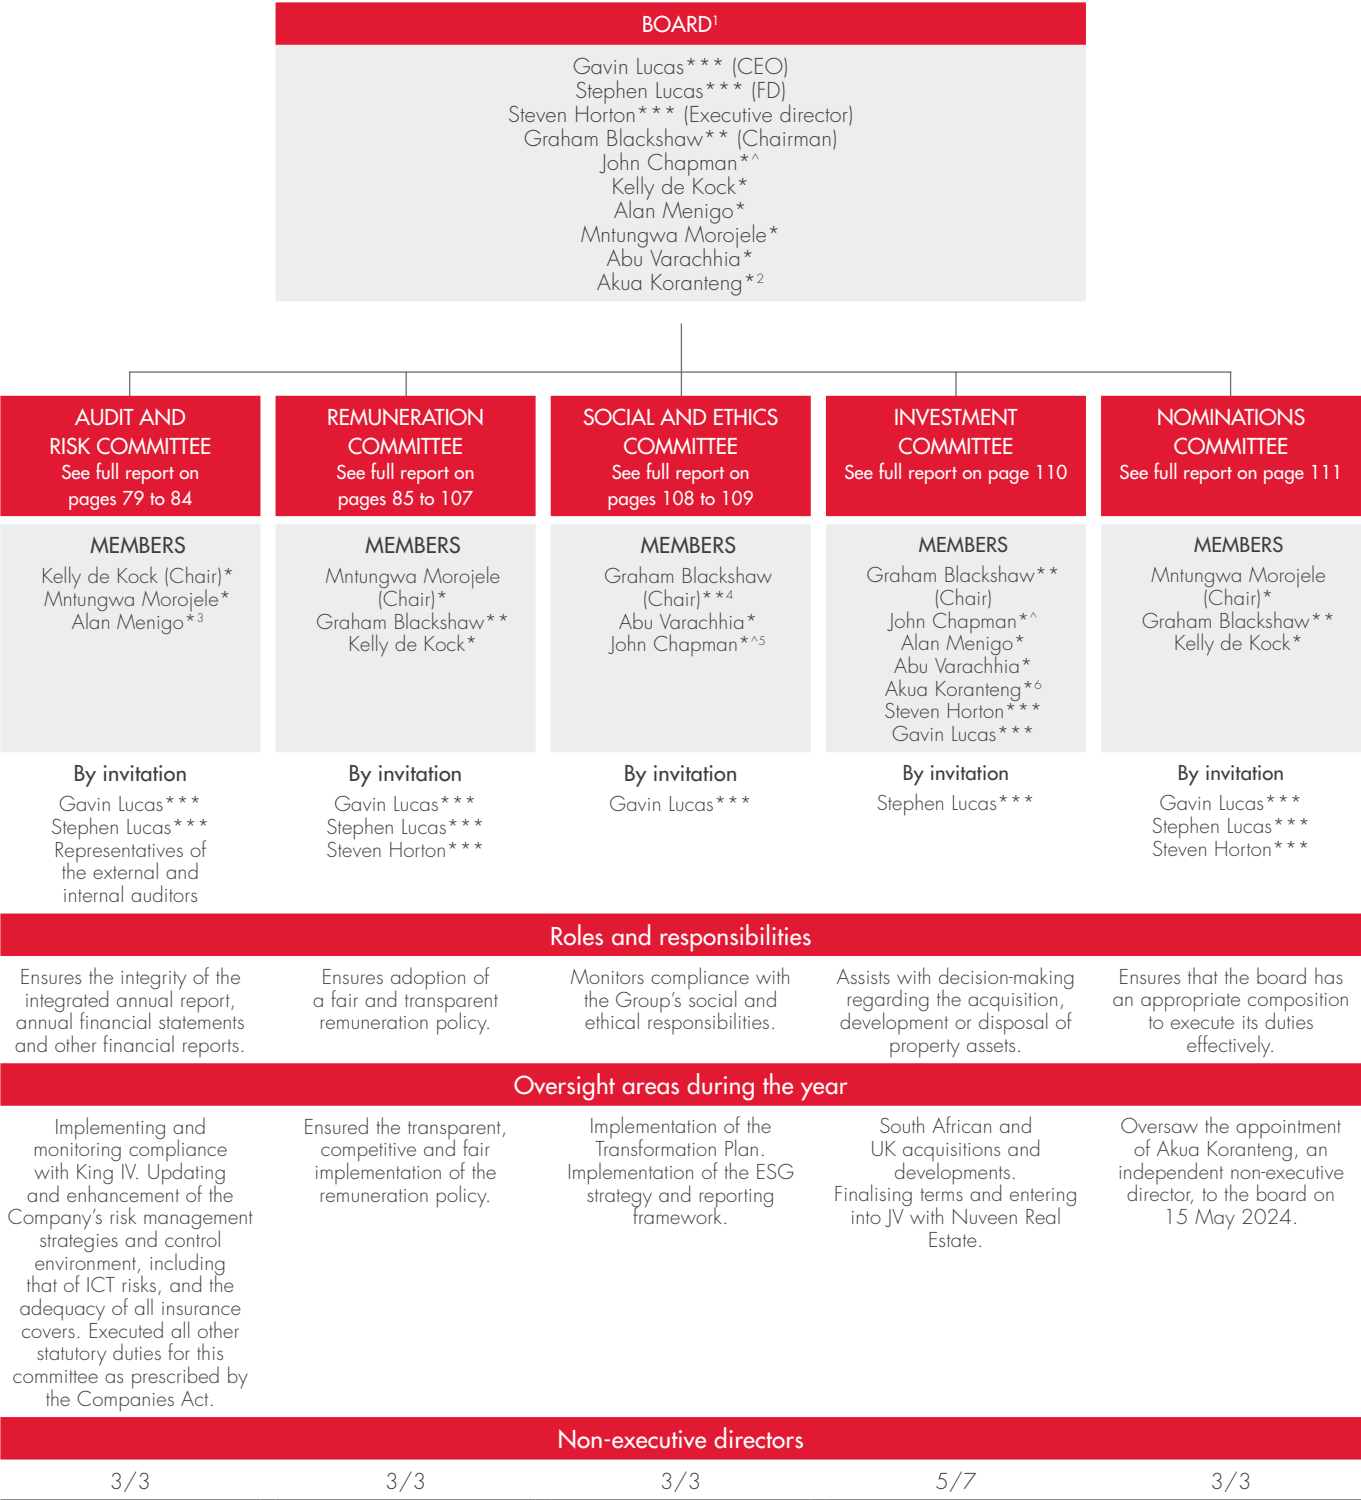 BOARD¹
Gavin Lucas*** (CEO)
Stephen Lucas*** (FD)
Steven Horton*** (Executive director)
Graham Blackshaw** (Chairman)
John Chapman*^
Kelly de Kock*
Alan Menigo*
Mntungwa Morojele*
Abu Varachhia*
Akua Koranteng*²
AUDIT AND
RISK COMMITTEE
See full report on
pages 79 to 84
MEMBERS
Kelly de Kock (Chair)*
Mntungwa Morojele*
Alan Menigo*³
By invitation
Gavin Lucas***
Stephen Lucas***
Representatives of
the external and
internal auditors
REMUNERATION
COMMITTEE
See full report on
pages 85 to 107
MEMBERS
Mntungwa Morojele
(Chair)*
Graham Blackshaw**
Kelly de Kock*
By invitation
Gavin Lucas***
Stephen Lucas***
Steven Horton***
SOCIAL AND ETHICS
COMMITTEE
See full report on
pages 108 to 109
MEMBERS
Graham Blackshaw
(Chair)**⁴
Abu Varachhia*
John Chapman*^⁵
By invitation
Gavin Lucas***
INVESTMENT
COMMITTEE
See full report on page 110
MEMBERS
Graham Blackshaw**
(Chair)
John Chapman*^
Alan Menigo*
Abu Varachhia*
Akua Koranteng*⁶
Steven Horton***
Gavin Lucas***
By invitation
Stephen Lucas***
NOMINATIONS
COMMITTEE
See full report on page 111
MEMBERS
Mntungwa Morojele
(Chair)*
Graham Blackshaw**
Kelly de Kock*
By invitation
Gavin Lucas***
Stephen Lucas***
Steven Horton***
Roles and responsibilities
Ensures the integrity of the
integrated annual report,
annual financial statements
and other financial reports.
Ensures adoption of
a fair and transparent
remuneration policy.
Monitors compliance with
the Group's social and
ethical responsibilities.
Assists with decision-making
regarding the acquisition,
development or disposal of
property assets.
Ensures that the board has
an appropriate composition
to execute its duties
effectively.
Oversight areas during the year
Implementing and
monitoring compliance
with King IV. Updating
and enhancement of the
Company's risk management
strategies and control
environment, including
that of ICT risks, and the
adequacy of all insurance
covers. Executed all other
statutory duties for this
committee as prescribed by
the Companies Act.
Ensured the transparent,
competitive and fair
implementation of the
remuneration policy.
Implementation of the
Transformation Plan.
Implementation of the ESG
strategy and reporting
framework.
South African and
UK acquisitions and
developments.
Finalising terms and entering
into JV with Nuveen Real
Estate.
Oversaw the appointment
of Akua Koranteng, an
independent non-executive
director, to the board on
15 May 2024.
Non-executive directors
3/3
3/3
3/3
5/7
3/3